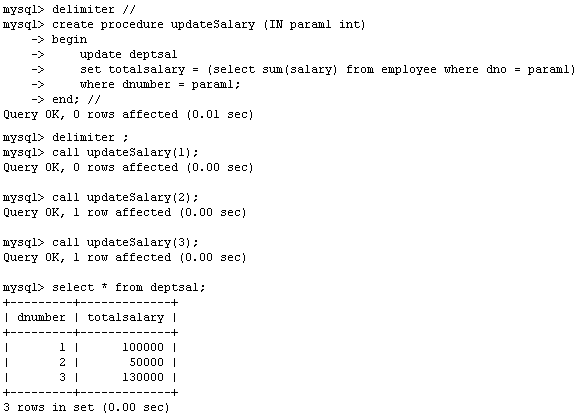 mysql> delimiter //
mysql> create procedure updateSalary (IN param1 int)
    -> begin
    ->     update deptsal
    ->     set totalsalary = (select sum(salary) from employee where dno = param1)
    ->     where dnumber = param1;
    -> end; //
Query OK, 0 rows affected (0.01 sec)
mysql> delimiter ;
mysql> call updateSalary(1);
Query OK, 0 rows affected (0.00 sec)
mysql> call updateSalary(2);
Query OK, 1 row affected (0.00 sec)
mysql> call updateSalary(3);
Query OK, 1 row affected (0.00 sec)
mysql> select * from deptsal;
+---------+-------------+
| dnumber | totalsalary |
+---------+-------------+
|       1 |      100000 |
|       2 |       50000 |
|       3 |      130000 |
+---------+-------------+
3 rows in set (0.00 sec)